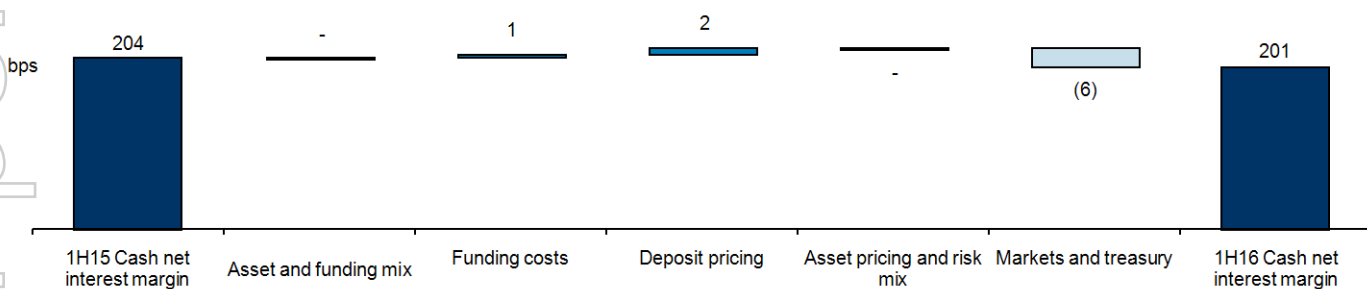 204
-
1
2
-
(6)
201
bps
1H15 Cash net
interest margin
Asset and funding mix
Funding costs
Deposit pricing
Asset pricing and risk
mix
Markets and treasury
1H16 Cash net
interest margin